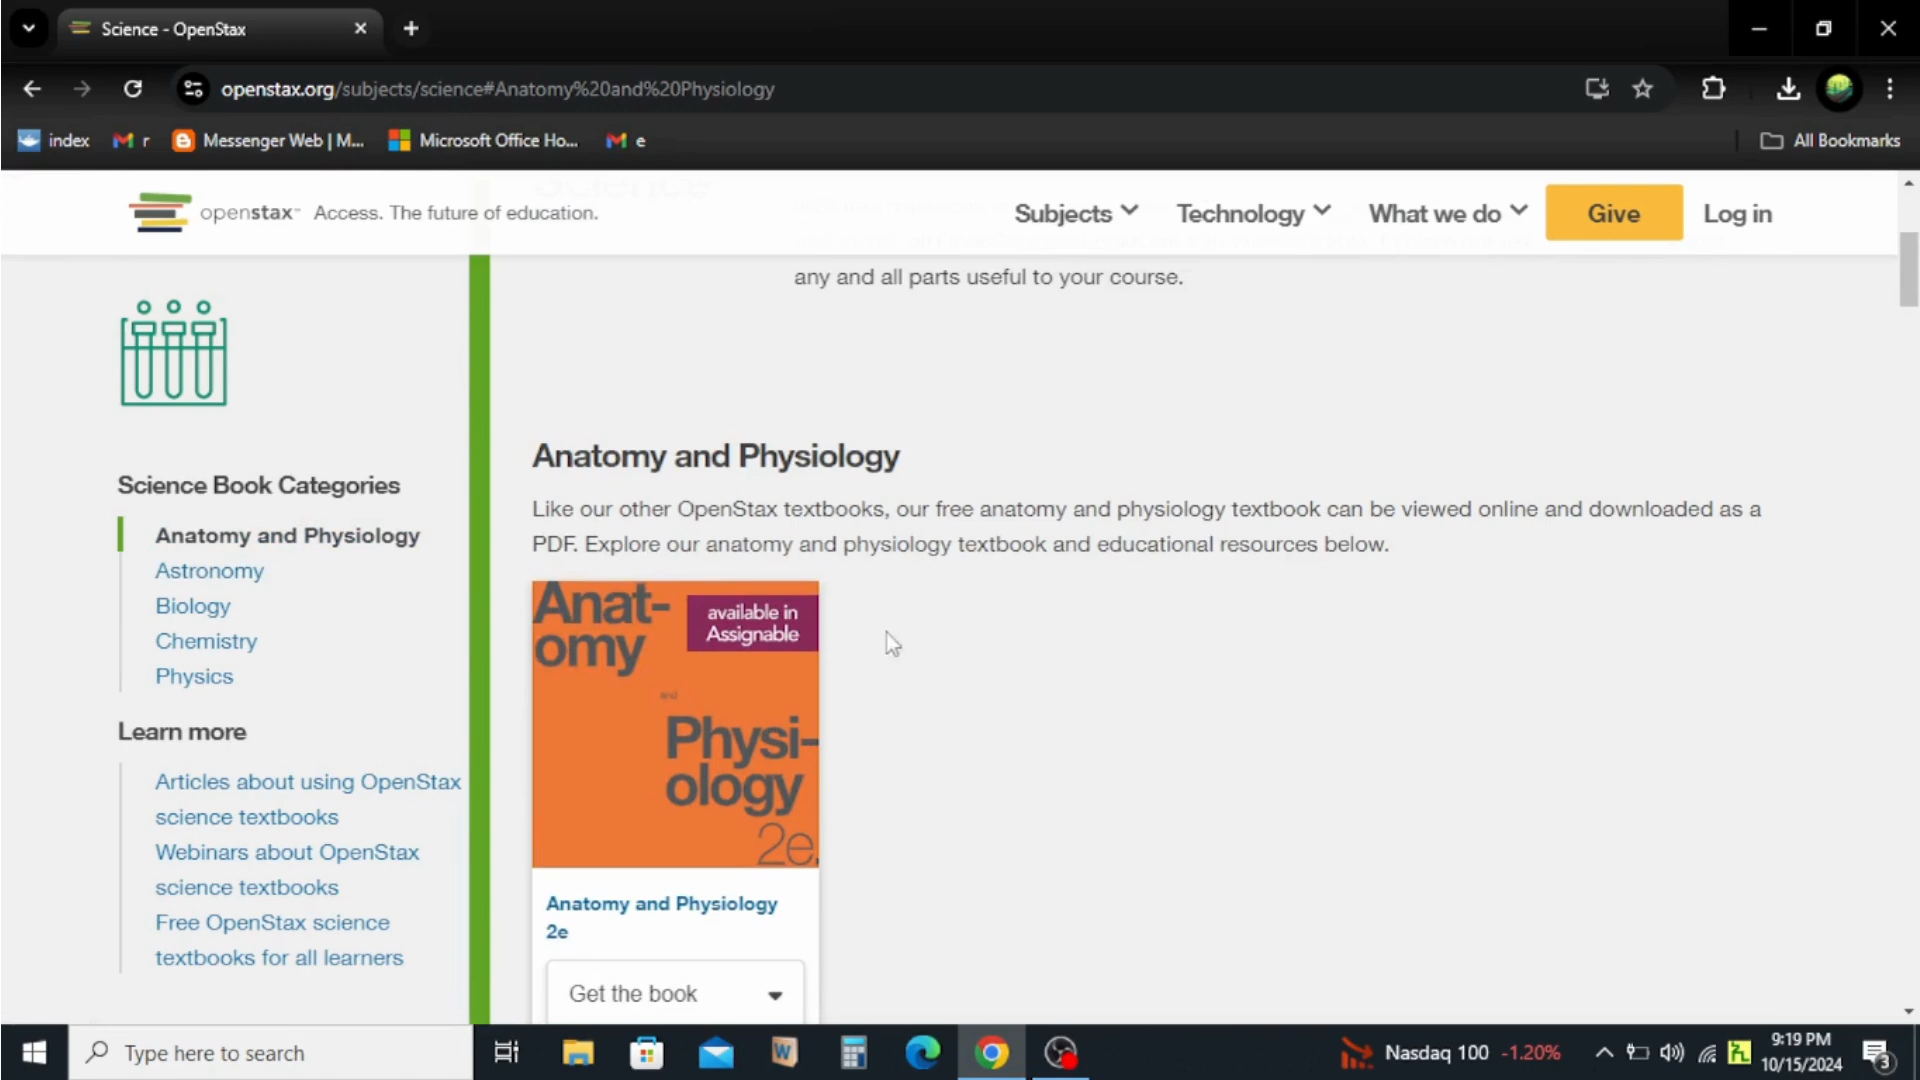 Science - OpenStax
openstax.org/subjects/science#Anatomy%20and%20Physiology
index
r
Messenger Web | M...
Microsoft Office Ho...
e
All Bookmarks
Science
openstax™ Access. The future of education.
Subjects
Technology
What we do
Give
Log in
any and all parts useful to your course.
Science Book Categories
Anatomy and Physiology
Astronomy
Biology
Chemistry
Physics
Learn more
Articles about using OpenStax
science textbooks
Webinars about OpenStax
science textbooks
Free OpenStax science
textbooks for all learners
Anatomy and Physiology
Like our other OpenStax textbooks, our free anatomy and physiology textbook can be viewed online and downloaded as a
PDF. Explore our anatomy and physiology textbook and educational resources below.
Anat-
omy
available in
Assignable
and
Physi-
ology
2e
Anatomy and Physiology
2e
Get the book
Type here to search
Nasdaq 100 -1.20%
9:19 PM
10/15/2024
3